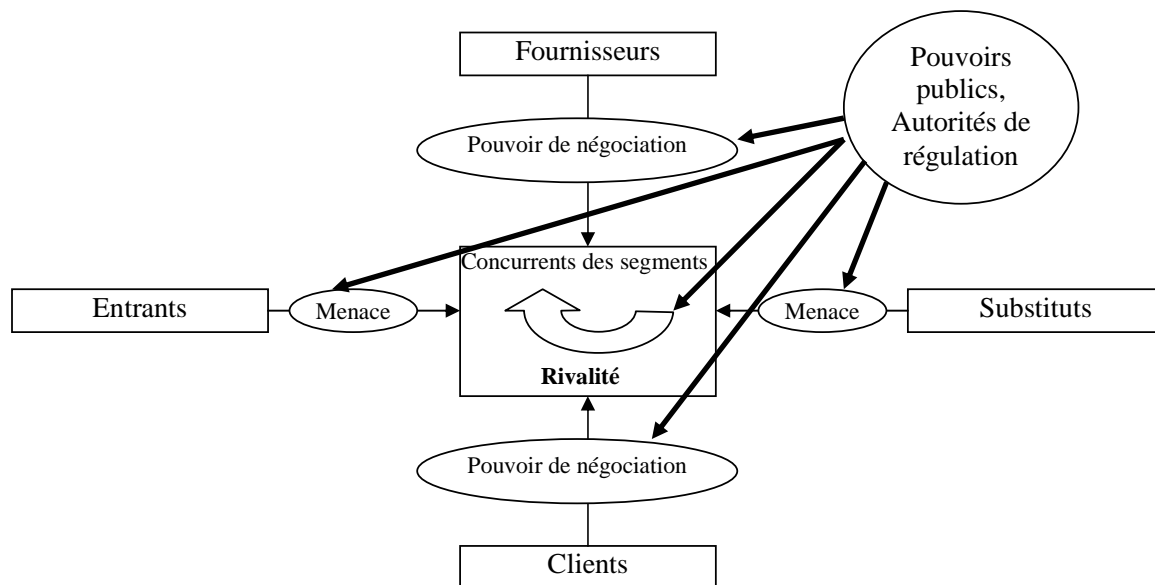 Fournisseurs
Pouvoirs
publics,
Autorités de
régulation
Pouvoir de négociation
Concurrents des segments
Entrants
Menace
Menace
Substituts
Rivalité
Pouvoir de négociation
Clients